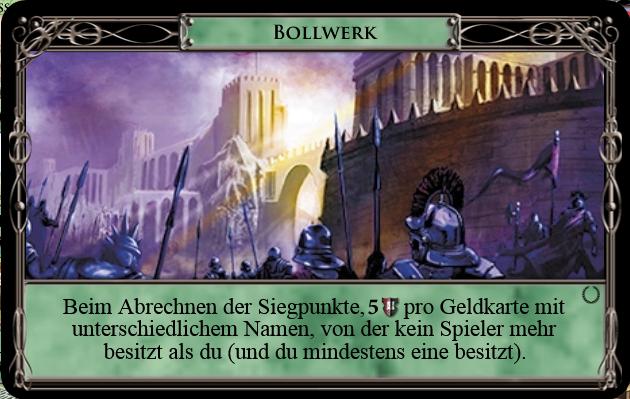 BOLLWERK
Beim Abrechnen der Siegpunkte, 5 pro Geldkarte mit
unterschiedlichem Namen, von der kein Spieler mehr
besitzt als du (und du mindestens eine besitzt).